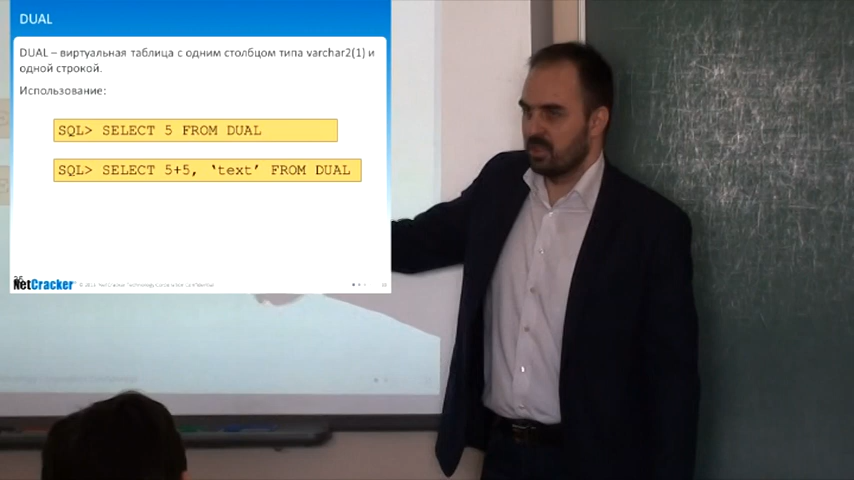 DUAL
DUAL – виртуальная таблица с одним столбцом типа varchar2(1) и
одной строкой.
Использование:
SQL> SELECT 5 FROM DUAL
SQL> SELECT 5+5, ‘text’ FROM DUAL
NetCracker